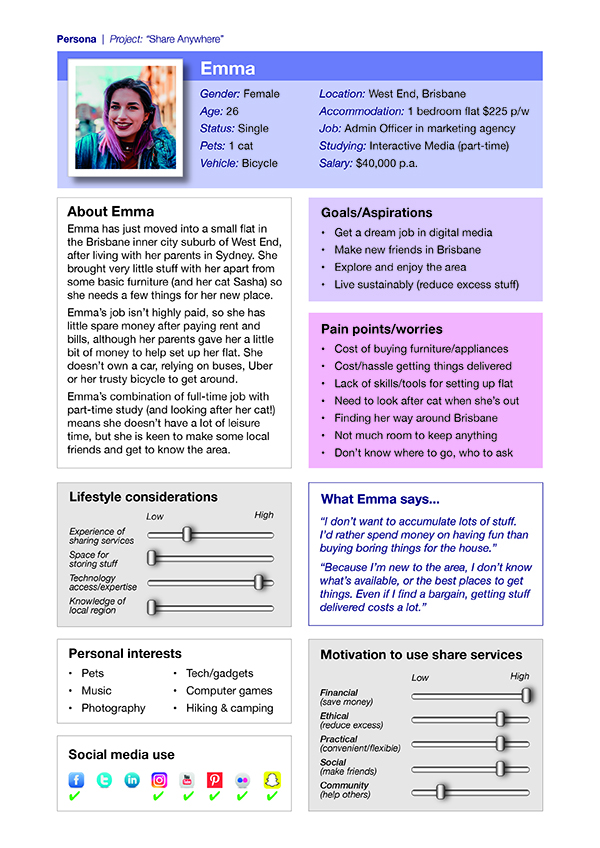 Persona | Project: “Share Anywhere”
Emma
Gender: Female
Age: 26
Status: Single
Pets: 1 cat
Vehicle: Bicycle
Location: West End, Brisbane
Accommodation: 1 bedroom flat $225 p/w
Job: Admin Officer in marketing agency
Studying: Interactive Media (part-time)
Salary: $40,000 p.a.
About Emma
Emma has just moved into a small flat in
the Brisbane inner city suburb of West End,
after living with her parents in Sydney. She
brought very little stuff with her apart from
some basic furniture (and her cat Sasha) so
she needs a few things for her new place.
Emma’s job isn’t highly paid, so she has
little spare money after paying rent and
bills, although her parents gave her a little
bit of money to help set up her flat. She
doesn’t own a car, relying on buses, Uber
or her trusty bicycle to get around.
Emma’s combination of full-time job with
part-time study (and looking after her cat!)
means she doesn’t have a lot of leisure
time, but she is keen to make some local
friends and get to know the area.
Goals/Aspirations
• Get a dream job in digital media
• Make new friends in Brisbane
• Explore and enjoy the area
• Live sustainably (reduce excess stuff)
Pain points/worries
• Cost of buying furniture/appliances
• Cost/hassle getting things delivered
• Lack of skills/tools for setting up flat
• Need to look after cat when she’s out
• Finding her way around Brisbane
• Not much room to keep anything
• Don’t know where to go, who to ask
Lifestyle considerations
Low High
Experience of
sharing services
Space for
storing stuff
Technology
access/expertise
Knowledge of
local region
What Emma says...
“I don’t want to accumulate lots of stuff.
I’d rather spend money on having fun than
buying boring things for the house.”
“Because I’m new to the area, I don’t know
what’s available, or the best places to get
things. Even if I find a bargain, getting stuff
delivered costs a lot.”
Personal interests
• Pets
• Music
• Photography
• Tech/gadgets
• Computer games
• Hiking & camping
Motivation to use share services
Low High
Financial
(save money)
Ethical
(reduce excess)
Practical
(convenient/flexible)
Social
(make friends)
Community
(help others)
Social media use